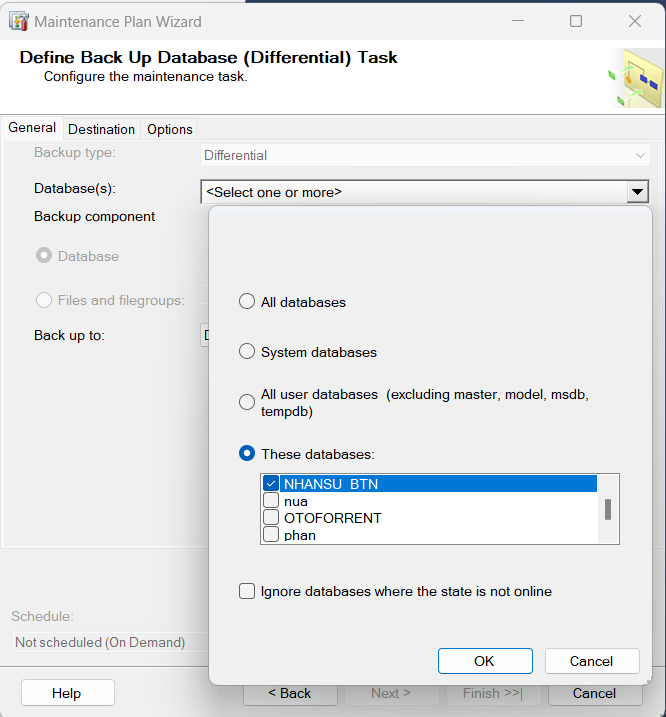 Maintenance Plan Wizard
Define Back Up Database (Differential) Task
Configure the maintenance task.
General Destination Options
Backup type: Differential
Database(s): <Select one or more>
Backup component
Database
Files and filegroups:
Back up to:
All databases
System databases
All user databases (excluding master, model, msdb,
tempdb)
These databases:
NHANSU_BTN
nua
OTOFORRENT
phan
Ignore databases where the state is not online
Schedule:
Not scheduled (On Demand)
OK Cancel
Help < Back Next > Finish >>| Cancel